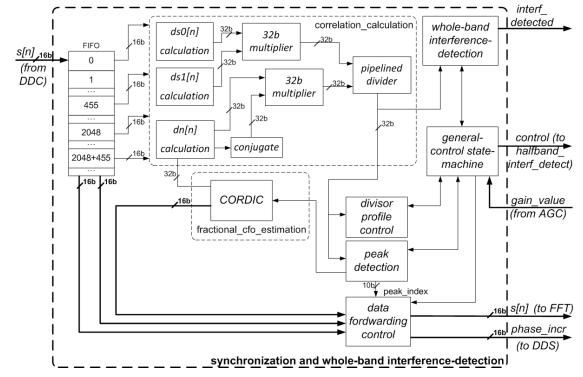 FIFO
s[n]
16b
(from
DDC)
0
1
...
455
...
2048
...
2048+455
...
16b
16b
16b
16b
16b
16b
correlation_calculation
ds0[n]
calculation
32b
32b
multiplier
32b
ds1[n]
calculation
32b
32b
32b
multiplier
32b
pipelined
divider
dn[n]
calculation
32b
conjugate
32b
32b
32b
16b
CORDIC
fractional_cfo_estimation
whole-band
interference-
detection
interf_
detected
general-
control state-
machine
control (to
halfband_
interf_detect)
gain_value
(from AGC)
divisor
profile
control
peak
detection
10b
peak_index
data
fordwarding
control
16b
s[n] (to FFT)
16b
phase_incr
(to DDS)
synchronization and whole-band interference-detection